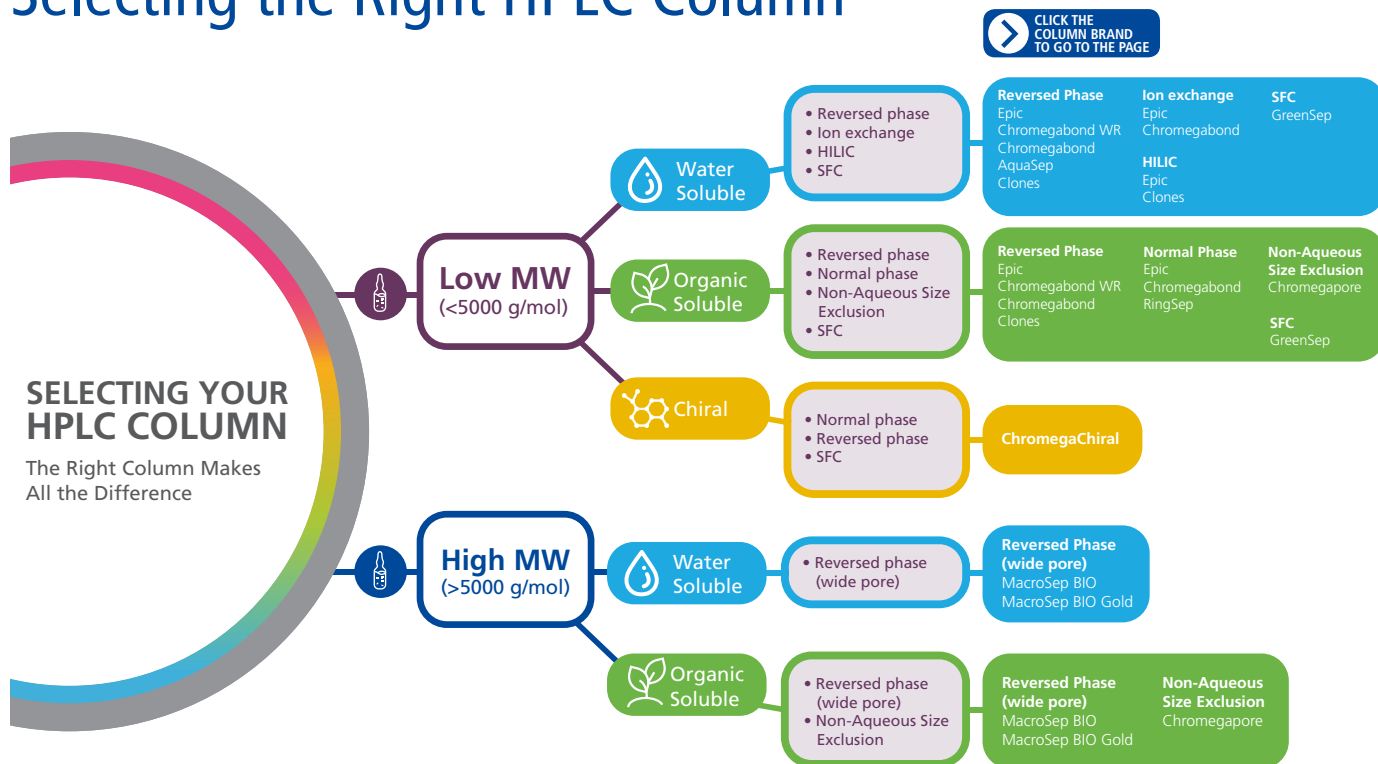 Selecting the Right HPLC Column
CLICK THE
COLUMN BRAND
TO GO TO THE PAGE
SELECTING YOUR
HPLC COLUMN
The Right Column Makes
All the Difference
Low MW
(<5000 g/mol)
Water
Soluble
• Reversed phase
• Ion exchange
• HILIC
• SFC
Reversed Phase
Epic
Chromegabond WR
Chromegabond
AquaSep
Clones
Ion exchange
Epic
Chromegabond
HILIC
Epic
Clones
SFC
GreenSep
Organic
Soluble
• Reversed phase
• Normal phase
• Non-Aqueous Size
Exclusion
• SFC
Reversed Phase
Epic
Chromegabond WR
Chromegabond
Clones
Normal Phase
Epic
Chromegabond
RingSep
Non-Aqueous
Size Exclusion
Chromegapore
SFC
GreenSep
Chiral
• Normal phase
• Reversed phase
• SFC
ChromegaChiral
High MW
(>5000 g/mol)
Water
Soluble
• Reversed phase
(wide pore)
Reversed Phase
(wide pore)
MacroSep BIO
MacroSep BIO Gold
Organic
Soluble
• Reversed phase
(wide pore)
• Non-Aqueous Size
Exclusion
Reversed Phase
(wide pore)
MacroSep BIO
MacroSep BIO Gold
Non-Aqueous
Size Exclusion
Chromegapore